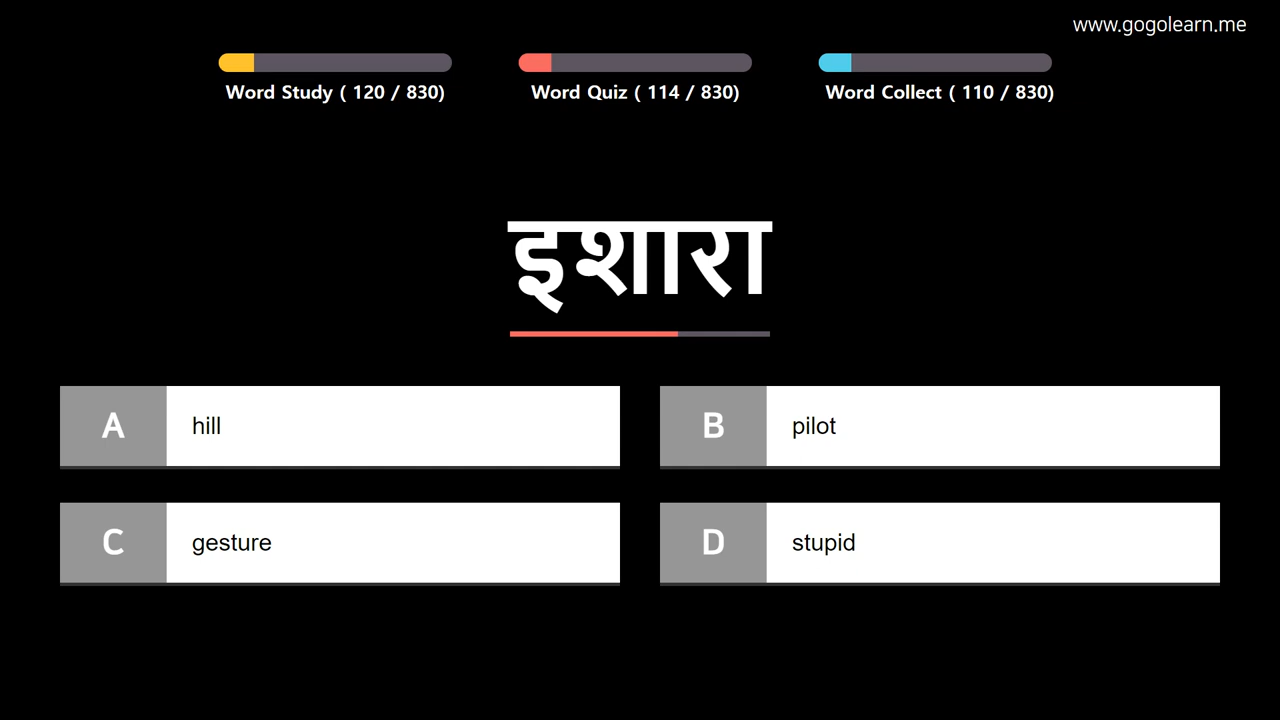 www.gogolearn.me
Word Study ( 120 / 830)
Word Quiz ( 114 / 830)
Word Collect ( 110 / 830)
इशारा
A hill
B pilot
C gesture
D stupid